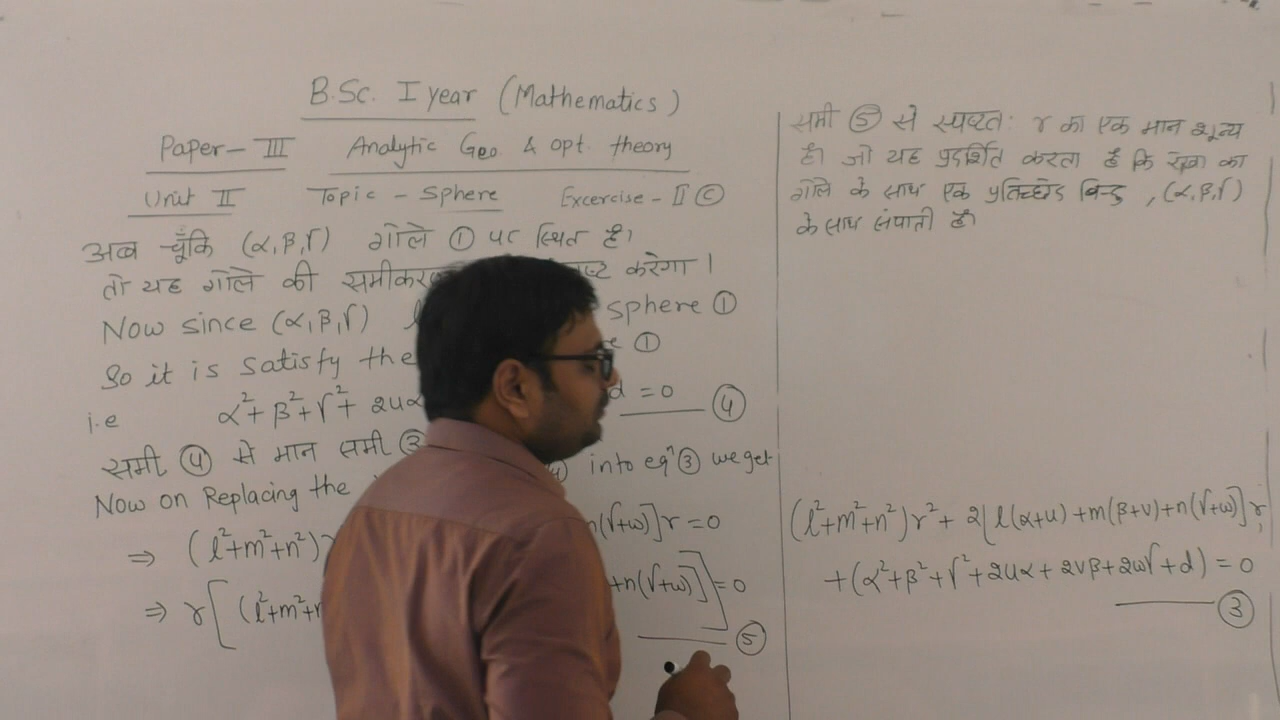 B.Sc. I year (Mathematics)
Paper-III Analytic Geo & opt. theory
Unit II Topic - Sphere Excercise - II Ⓒ
अब चूँकि (α,β,γ) गोले ① पर स्थित है।
तो यह गोले की समीकर ष्ट करेगा।
Now since (α,β,γ) sphere ①
So it is satisfy the ①
i.e α²+β²+γ²+2uα d=0 ④
समी ④ से मान समी ③
Now on Replacing the into eqⁿ ③ we get
⇒ (l²+m²+n²) (γ+w)]r=0
⇒ r[(l²+m²+n +n(γ+w)]]=0
⑤
समी ⑤ से स्पष्टतः r का एक मान शून्य
है। जो यह प्रदर्शित करता है कि रेखा का
गोले के साथ एक प्रतिच्छेद बिन्दु, (α,β,γ)
के साथ संपाती है।
(l²+m²+n²)r²+2[l(α+u)+m(β+v)+n(γ+w)]r
+(α²+β²+γ²+2uα+2vβ+2wγ+d)=0
③